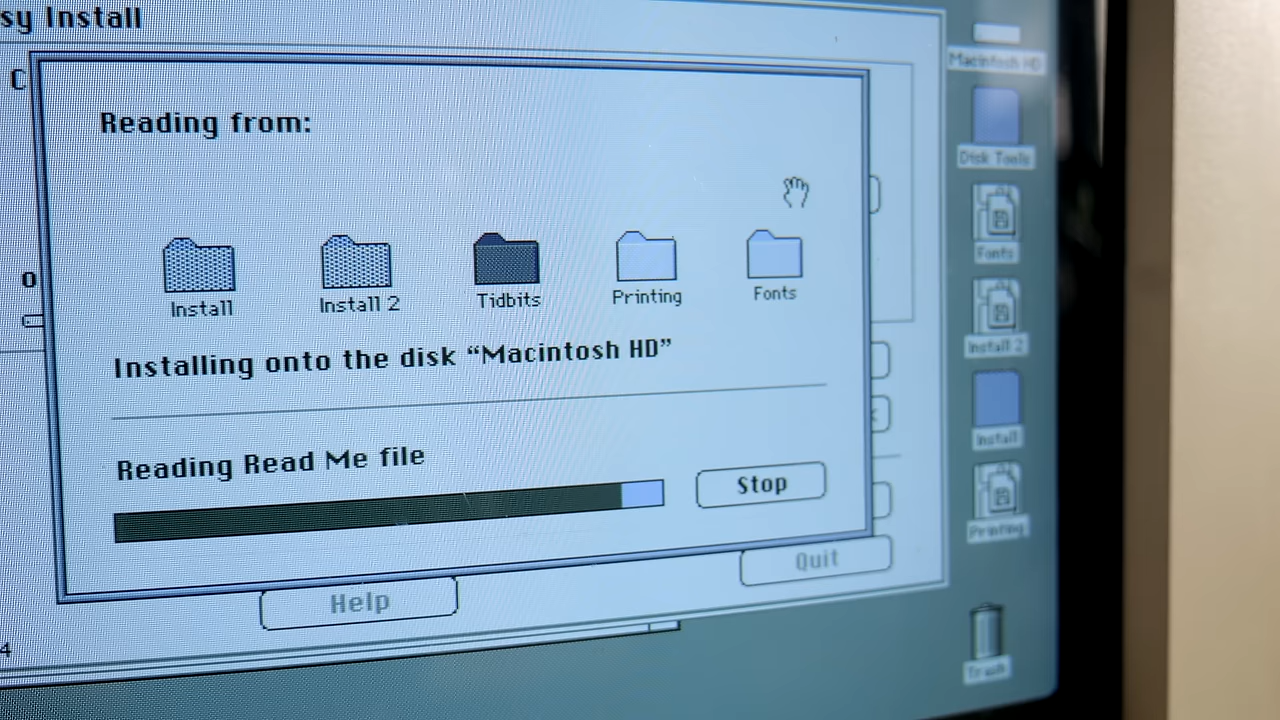 sy Install
C
Reading from:
Install
Install 2
Tidbits
Printing
Fonts
Installing onto the disk “Macintosh HD”
Reading Read Me file
Stop
Quit
Help
4
Macintosh HD
Disk Tools
Fonts
Install 2
Install
Printing
Trash